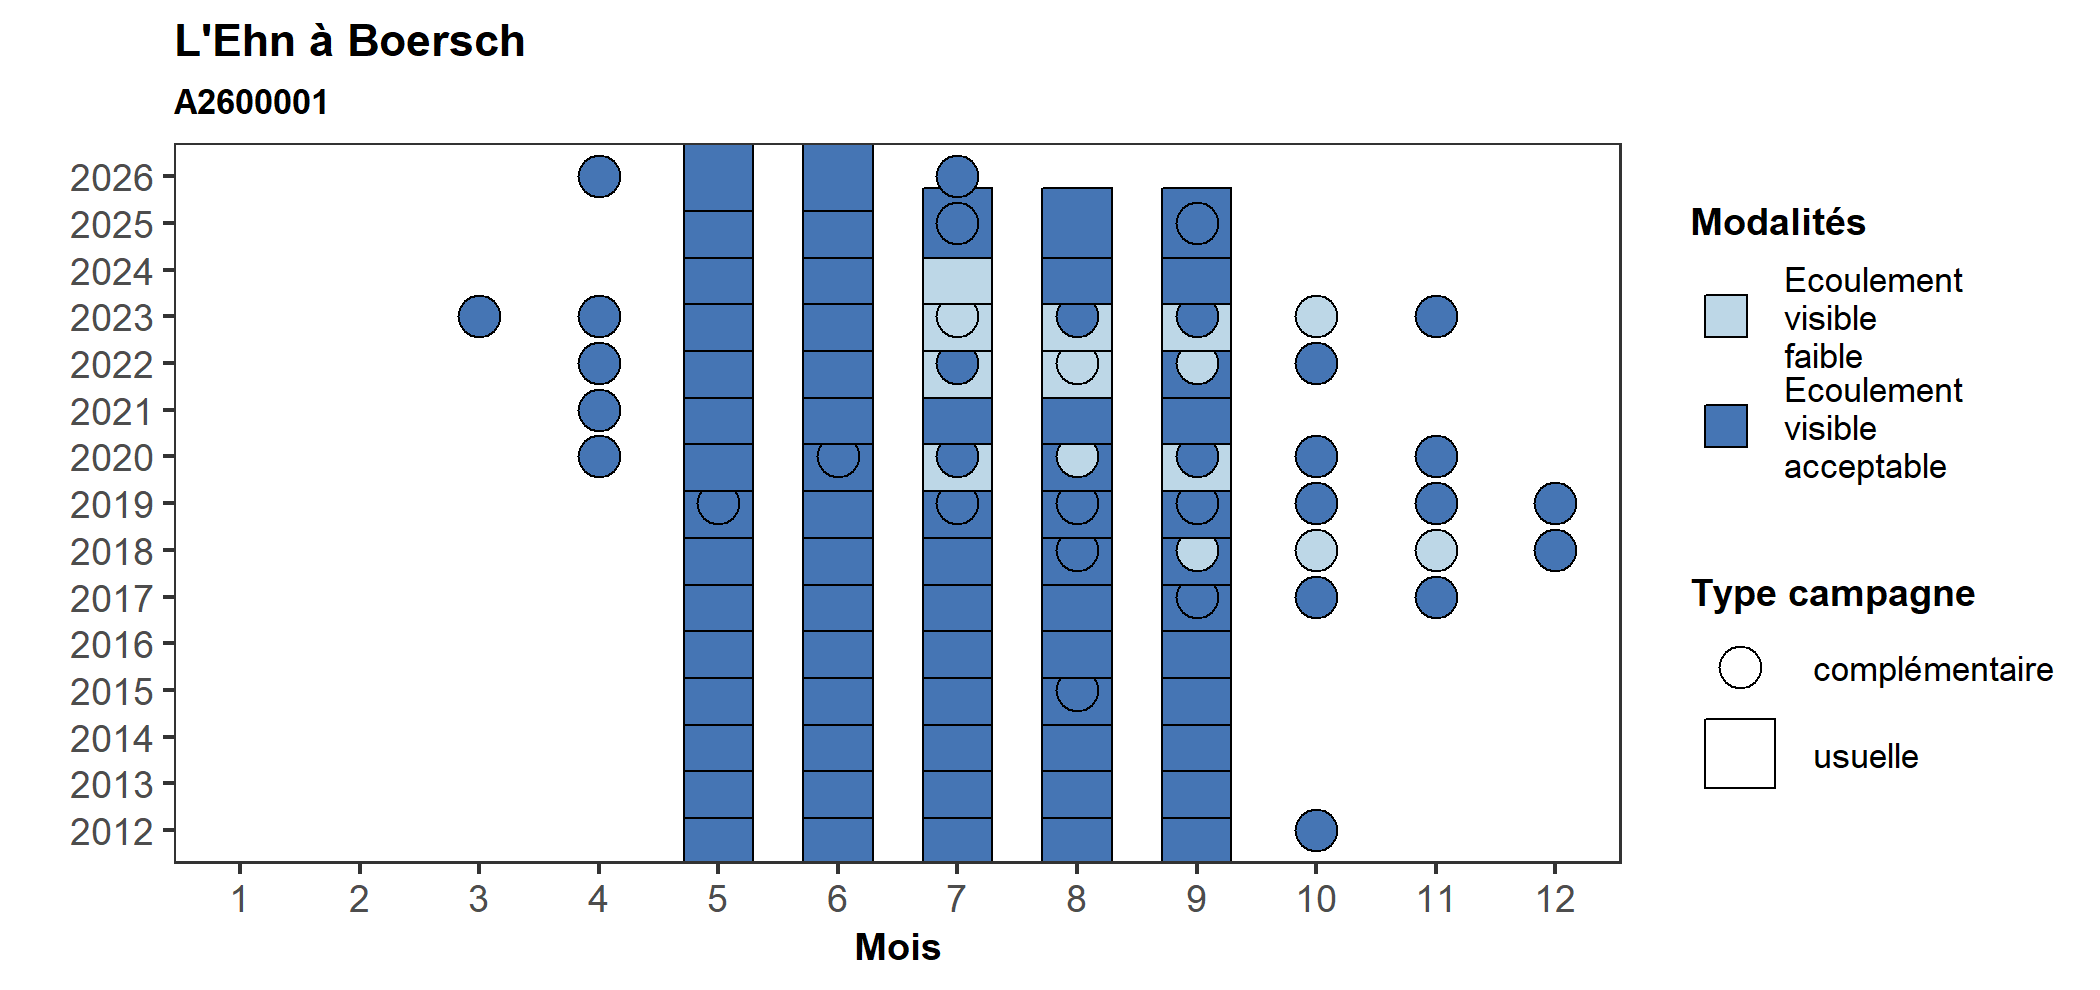 L'Ehn à Boersch
A2600001
2026
2025
2024
2023
2022
2021
2020
2019
2018
2017
2016
2015
2014
2013
2012
1 2 3 4 5 6 7 8 9 10 11 12
Mois
Modalités
Ecoulement
visible
faible
Ecoulement
visible
acceptable
Type campagne
complémentaire
usuelle